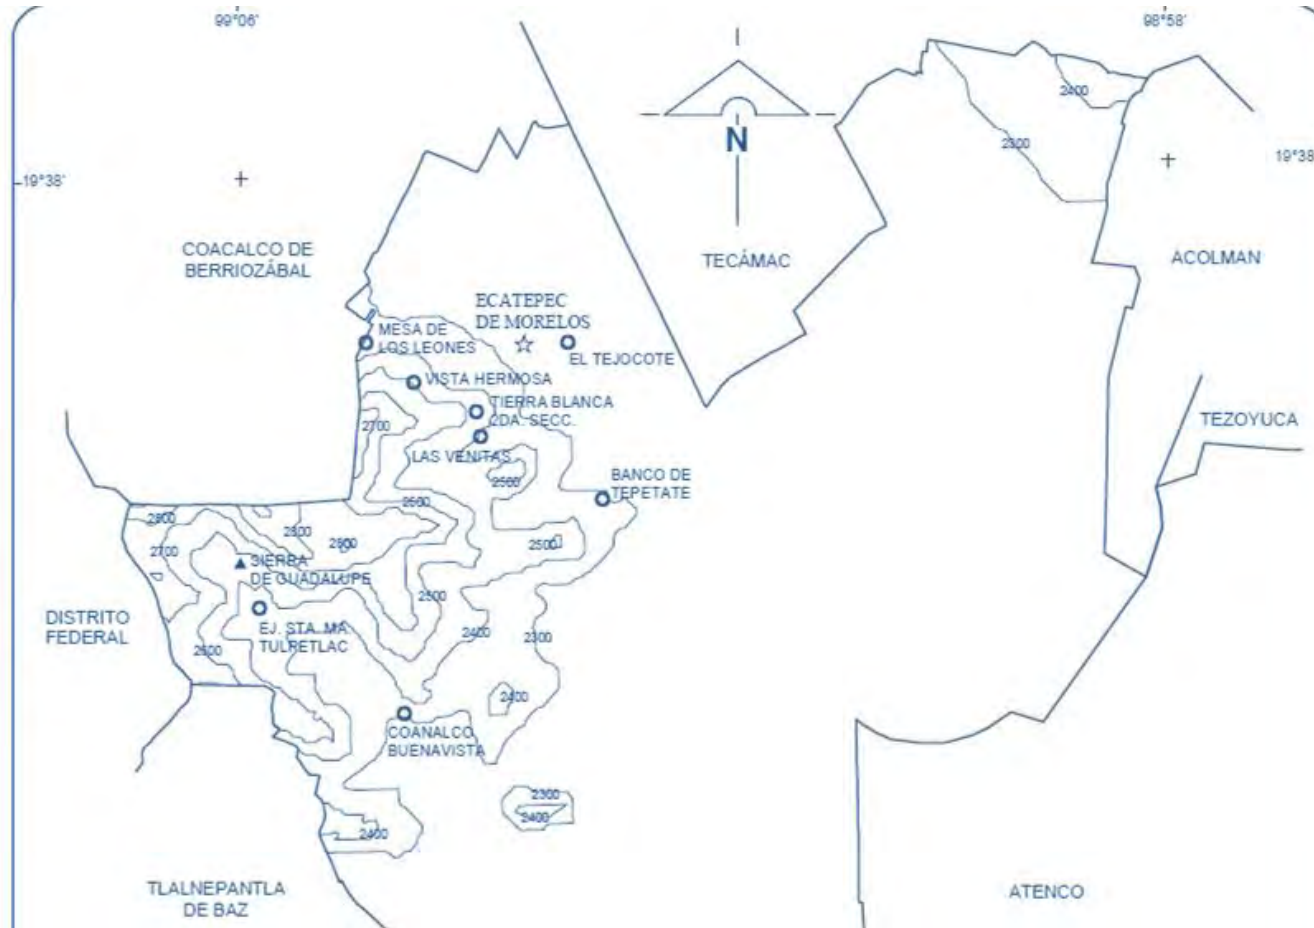 99°06'
98°58'
2400
2300
N
19°38'
19°38
COACALCO DE
BERRIOZÁBAL
TECÁMAC
ACOLMAN
ECATEPEC
DE MORELOS
MESA DE
LOS LEONES
EL TEJOCOTE
VISTA HERMOSA
TIERRA BLANCA
2DA. SECC.
2700
LAS VENITAS
TEZOYUCA
BANCO DE
TEPETATE
2500
2500
2800
2800
2700
2500
SIERRA
DE GUADALUPE
2500
DISTRITO
FEDERAL
EJ. STA. MA.
TULPETLAC
2400
2300
2400
COANALCO
BUENAVISTA
2300
2400
2400
TLALNEPANTLA
DE BAZ
ATENCO